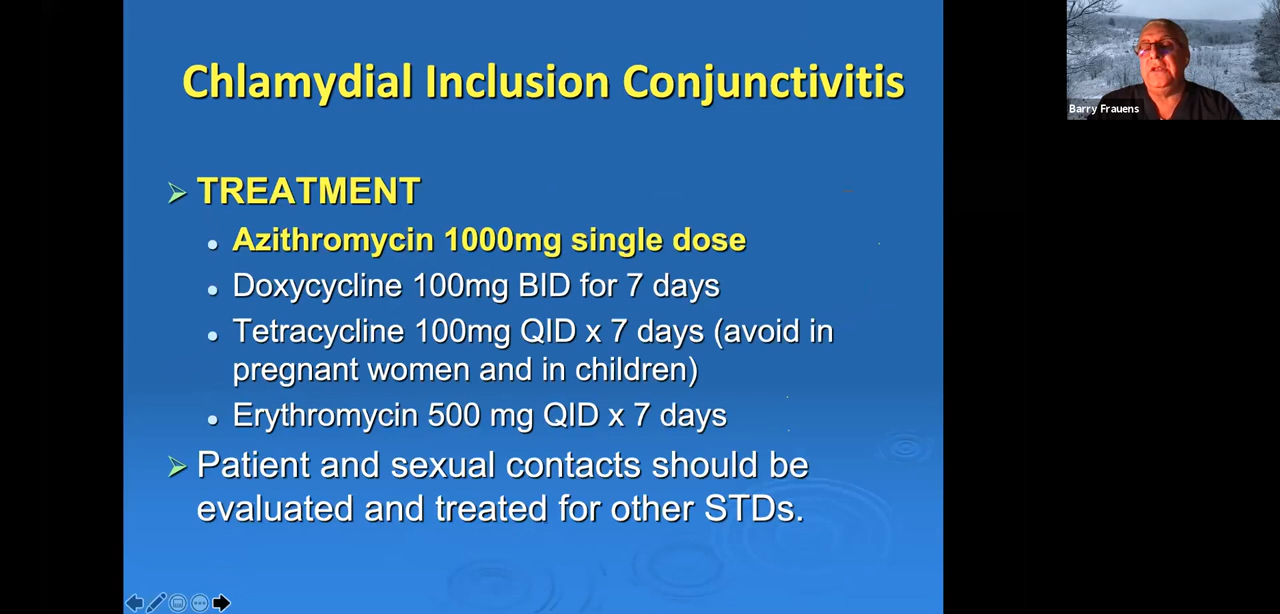 Chlamydial Inclusion Conjunctivitis
TREATMENT
Azithromycin 1000mg single dose
Doxycycline 100mg BID for 7 days
Tetracycline 100mg QID x 7 days (avoid in
pregnant women and in children)
Erythromycin 500 mg QID x 7 days
Patient and sexual contacts should be
evaluated and treated for other STDs.
Barry Frauens